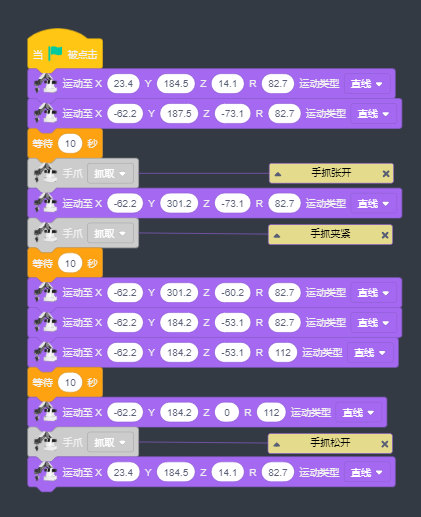 当 被点击
运动至 X 23.4 Y 184.5 Z 14.1 R 82.7 运动类型 直线
运动至 X -62.2 Y 187.5 Z -73.1 R 82.7 运动类型 直线
等待 10 秒
手爪 抓取 手抓张开
运动至 X -62.2 Y 301.2 Z -73.1 R 82.7 运动类型 直线
手爪 抓取 手抓夹紧
等待 10 秒
运动至 X -62.2 Y 301.2 Z -60.2 R 82.7 运动类型 直线
运动至 X -62.2 Y 184.2 Z -53.1 R 82.7 运动类型 直线
运动至 X -62.2 Y 184.2 Z -53.1 R 112 运动类型 直线
等待 10 秒
运动至 X -62.2 Y 184.2 Z 0 R 112 运动类型 直线
手爪 抓取 手抓松开
运动至 X 23.4 Y 184.5 Z 14.1 R 82.7 运动类型 直线